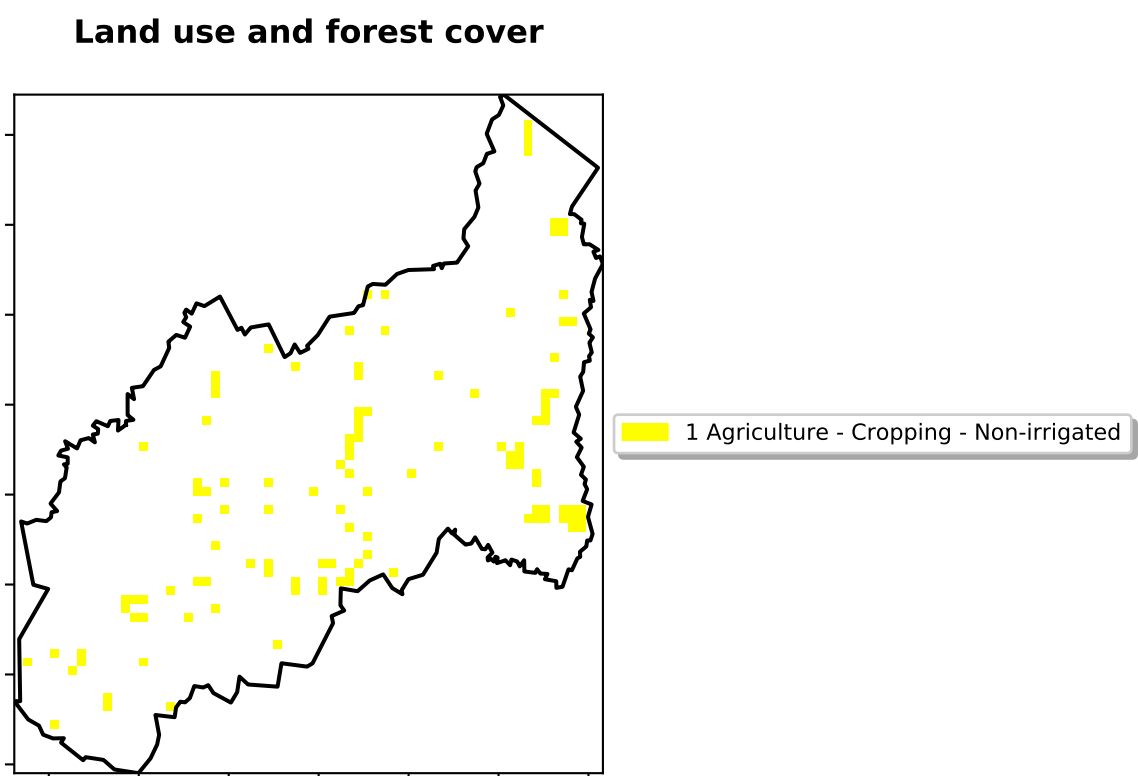 Land use and forest cover
1 Agriculture - Cropping - Non-irrigated